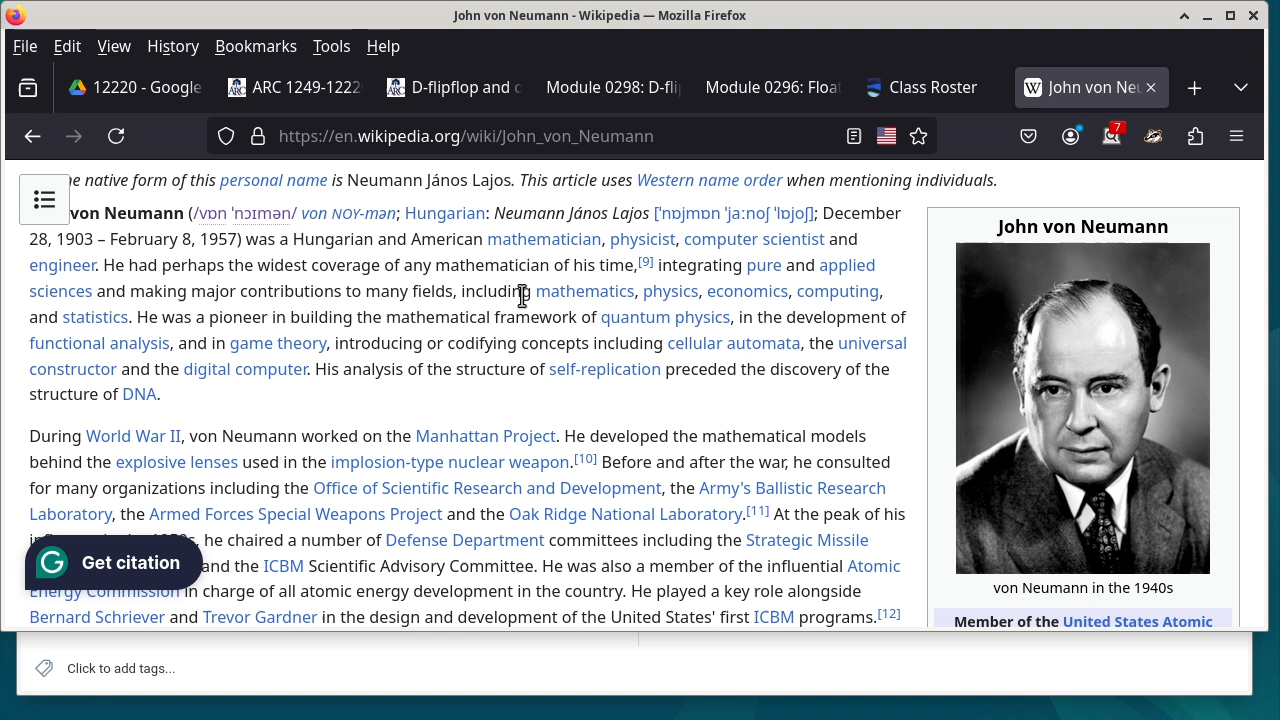 John von Neumann - Wikipedia — Mozilla Firefox
File Edit View History Bookmarks Tools Help
12220 - Google ARC 1249-1222 D-flipflop and c Module 0298: D-flip Module 0296: Float Class Roster John von Neu
https://en.wikipedia.org/wiki/John_von_Neumann
7
native form of this personal name is Neumann János Lajos. This article uses Western name order when mentioning individuals.
von Neumann (/vɒn ˈnɔɪmən/ von NOY-mən; Hungarian: Neumann János Lajos [ˈnɒjmɒn ˈjaːnoʃ ˈlɒjoʃ]; December
28, 1903 – February 8, 1957) was a Hungarian and American mathematician, physicist, computer scientist and
engineer. He had perhaps the widest coverage of any mathematician of his time,[9] integrating pure and applied
sciences and making major contributions to many fields, including mathematics, physics, economics, computing,
and statistics. He was a pioneer in building the mathematical framework of quantum physics, in the development of
functional analysis, and in game theory, introducing or codifying concepts including cellular automata, the universal
constructor and the digital computer. His analysis of the structure of self-replication preceded the discovery of the
structure of DNA.
During World War II, von Neumann worked on the Manhattan Project. He developed the mathematical models
behind the explosive lenses used in the implosion-type nuclear weapon.[10] Before and after the war, he consulted
for many organizations including the Office of Scientific Research and Development, the Army's Ballistic Research
Laboratory, the Armed Forces Special Weapons Project and the Oak Ridge National Laboratory.[11] At the peak of his
he chaired a number of Defense Department committees including the Strategic Missile
and the ICBM Scientific Advisory Committee. He was also a member of the influential Atomic
Energy Commission in charge of all atomic energy development in the country. He played a key role alongside
Bernard Schriever and Trevor Gardner in the design and development of the United States' first ICBM programs.[12]
John von Neumann
von Neumann in the 1940s
Member of the United States Atomic
Get citation
Click to add tags...